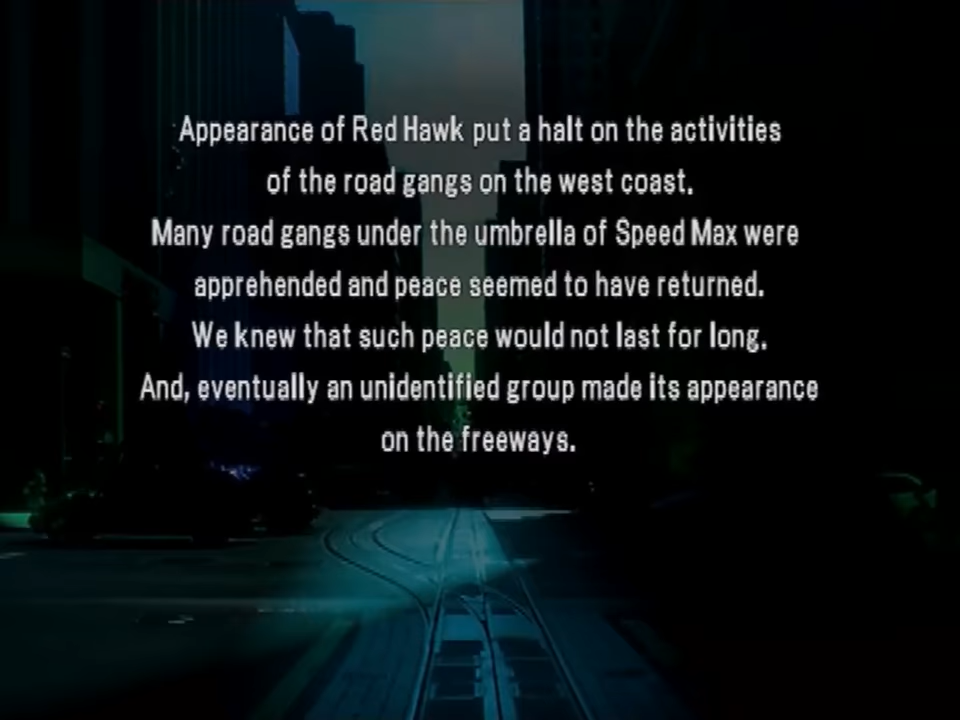 Appearance of Red Hawk put a halt on the activities
of the road gangs on the west coast.
Many road gangs under the umbrella of Speed Max were
apprehended and peace seemed to have returned.
We knew that such peace would not last for long.
And, eventually an unidentified group made its appearance
on the freeways.